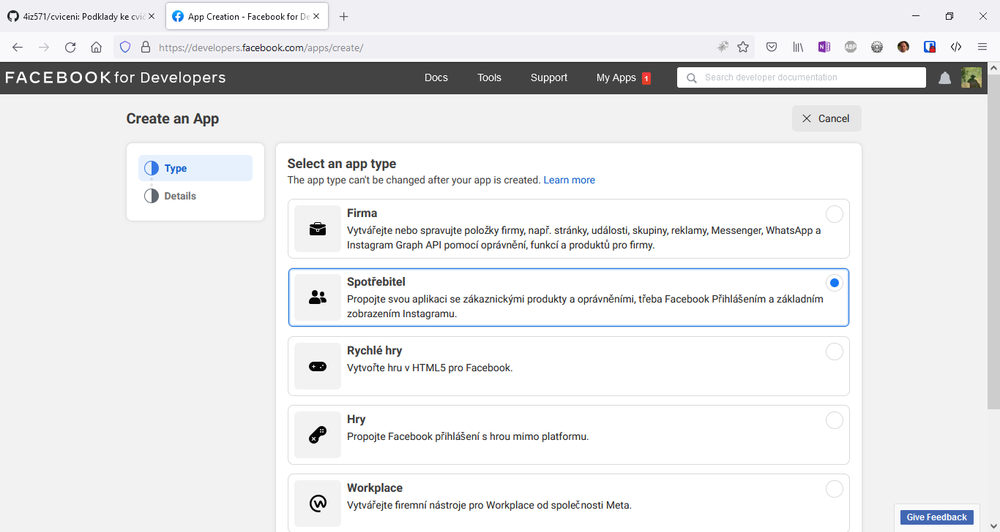 4iz571/cviceni: Podklady ke cvič
App Creation - Facebook for De
https://developers.facebook.com/apps/create/
ABP
FACEBOOK for Developers
Docs
Tools
Support
My Apps
1
Search developer documentation
Create an App
Cancel
Type
Details
Select an app type
The app type can't be changed after your app is created. Learn more
Firma
Vytvářejte nebo spravujte položky firmy, např. stránky, události, skupiny, reklamy, Messenger, WhatsApp a
Instagram Graph API pomocí oprávnění, funkcí a produktů pro firmy.
Spotřebitel
Propojte svou aplikaci se zákaznickými produkty a oprávněními, třeba Facebook Přihlášením a základním
zobrazením Instagramu.
Rychlé hry
Vytvořte hru v HTML5 pro Facebook.
Hry
Propojte Facebook přihlášení s hrou mimo platformu.
Workplace
Vytvářejte firemní nástroje pro Workplace od společnosti Meta.
Give Feedback